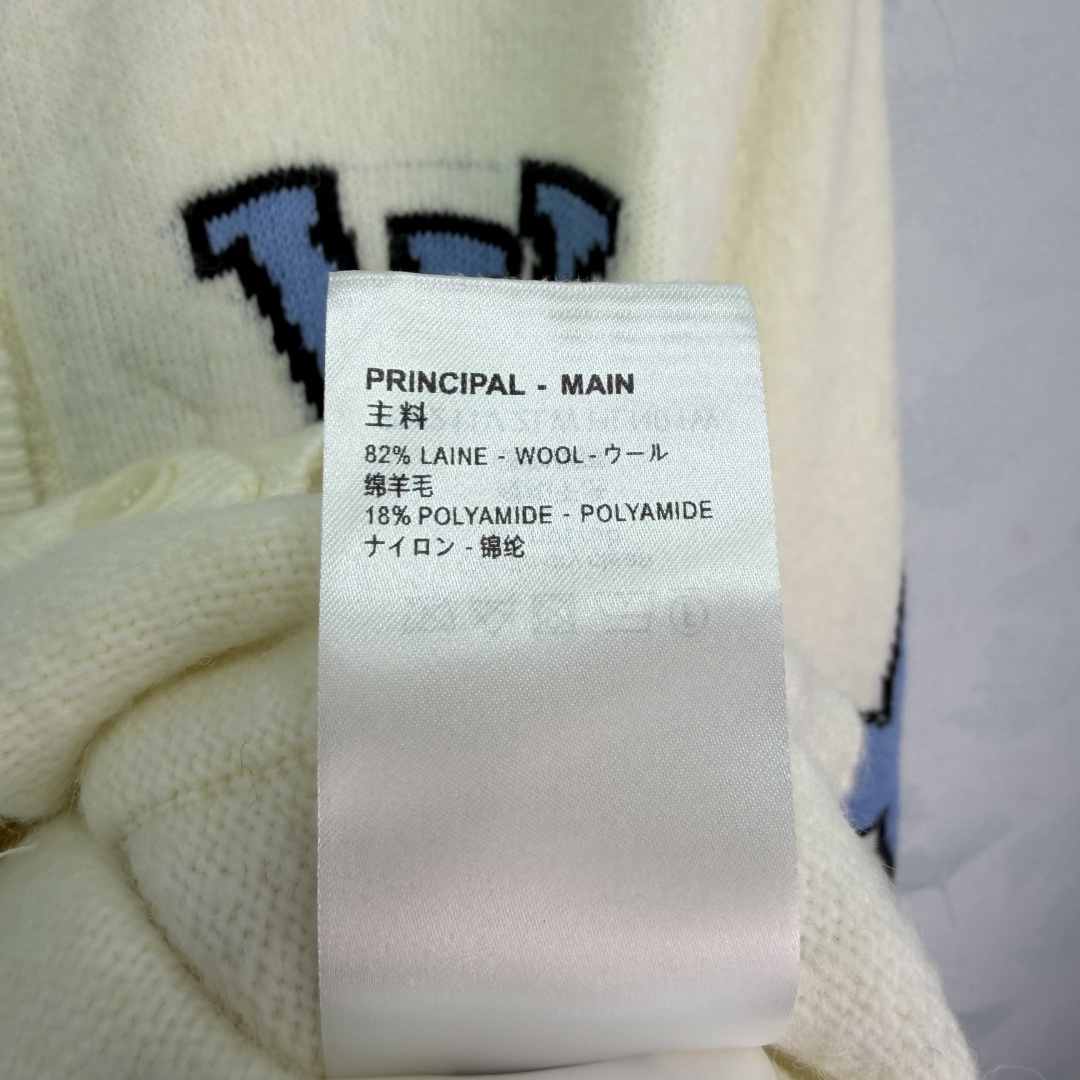 PRINCIPAL - MAIN
主料
82% LAINE - WOOL - ウール
绵羊毛
18% POLYAMIDE - POLYAMIDE
ナイロン - 锦纶